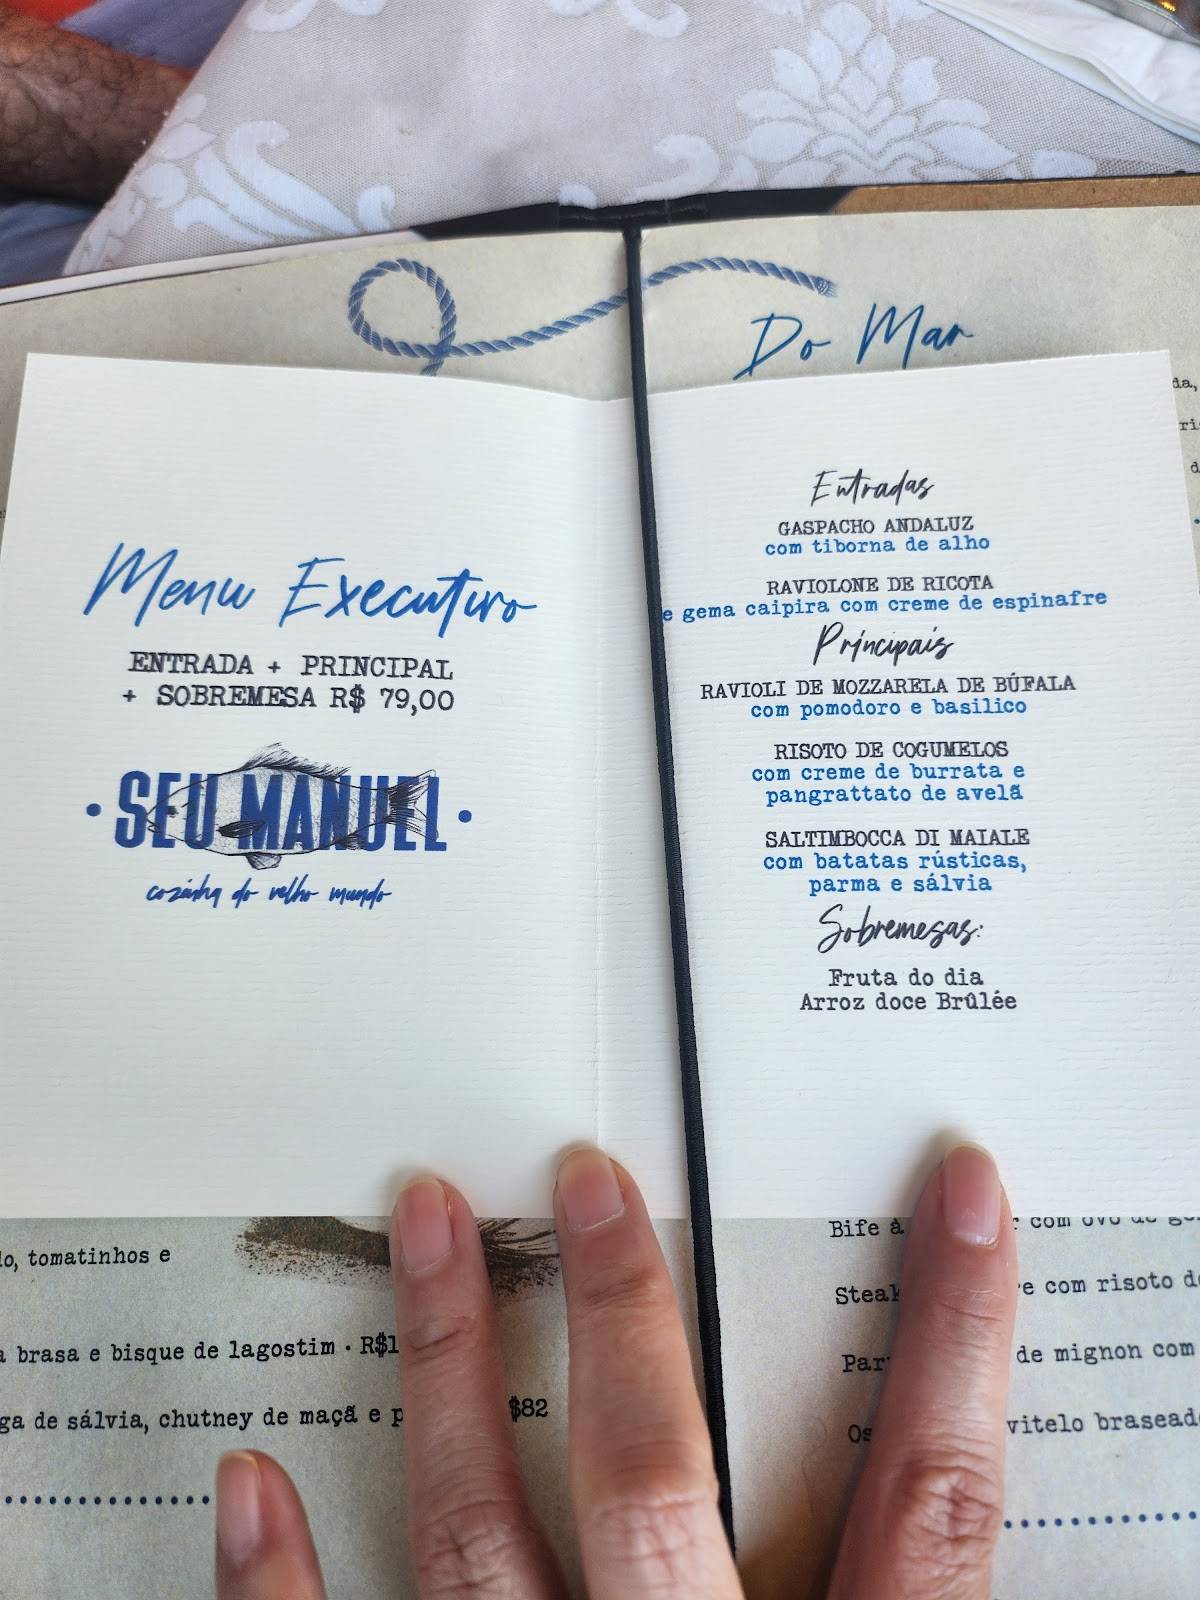 Do Mar
Menu Executivo
ENTRADA + PRINCIPAL
+ SOBREMESA R$ 79,00
• SEU MANUEL •
cozinha do velho mundo
Entradas
GASPACHO ANDALUZ
com tiborna de alho
RAVIOLONE DE RICOTA
e gema caipira com creme de espinafre
Principais
RAVIOLI DE MOZZARELA DE BÚFALA
com pomodoro e basilico
RISOTO DE COGUMELOS
com creme de burrata e
pangrattato de avelã
SALTIMBOCCA DI MAIALE
com batatas rústicas,
parma e sálvia
Sobremesas:
Fruta do dia
Arroz doce Brûlée
tomatinhos e
brasa e bisque de lagostim •
de sálvia, chutney de maçã e $82
Bife com ovo de
com risoto
de mignon com
vitelo